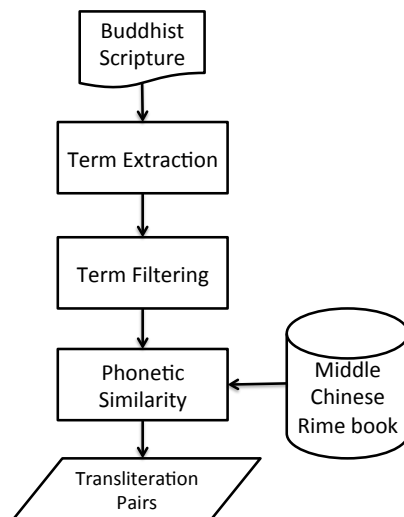 Buddhist
Scripture
Term Extraction
Term Filtering
Phonetic
Similarity
Middle
Chinese
Rime book
Transliteration
Pairs